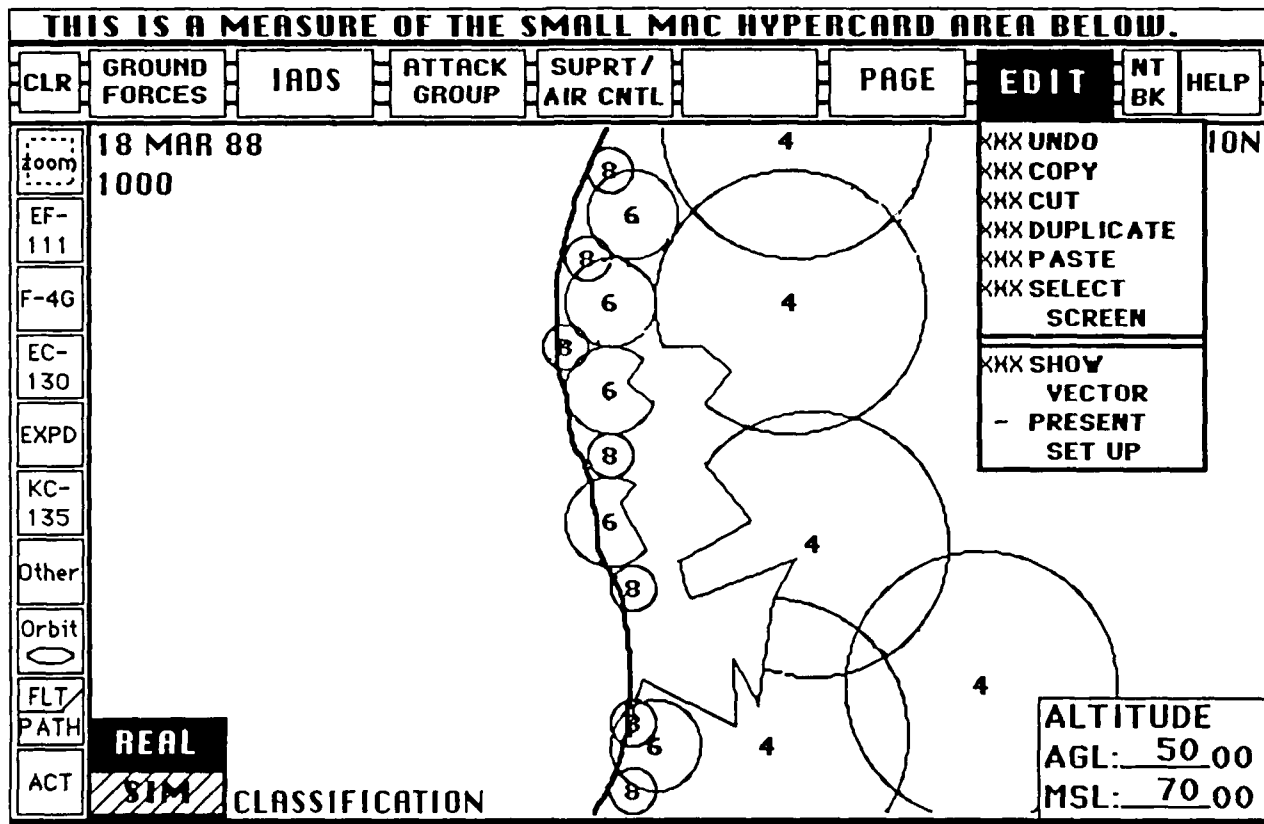 THIS IS A MEASURE OF THE SMALL MAC HYPERCARD AREA BELOW.
CLR
GROUND
FORCES
IADS
ATTACK
GROUP
SUPRT/
AIR CNTL
PAGE
EDIT
NT
BK
HELP
zoom
EF-
111
F-4G
EC-
130
EXPD
KC-
135
Other
Orbit
FLT
PATH
ACT
18 MAR 88
1000
XXX UNDO
XXX COPY
XXX CUT
XXX DUPLICATE
XXX PASTE
XXX SELECT
SCREEN
XXX SHOW
VECTOR
- PRESENT
SET UP
ION
4
8
6
8
6
4
8
6
8
6
4
8
4
8
6
4
8
REAL
SIM
CLASSIFICATION
ALTITUDE
AGL: 50 00
MSL: 70 00